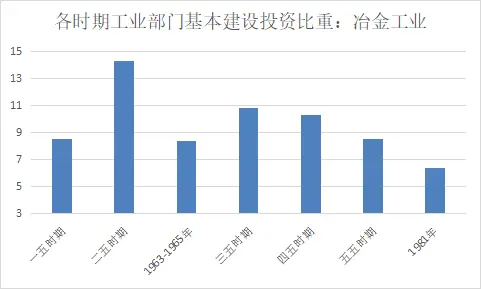 各时期工业部门基本建设投资比重：冶金工业
15
13
11
9
7
5
3
一五时期
二五时期
1963-1965年
三五时期
四五时期
五五时期
1981年